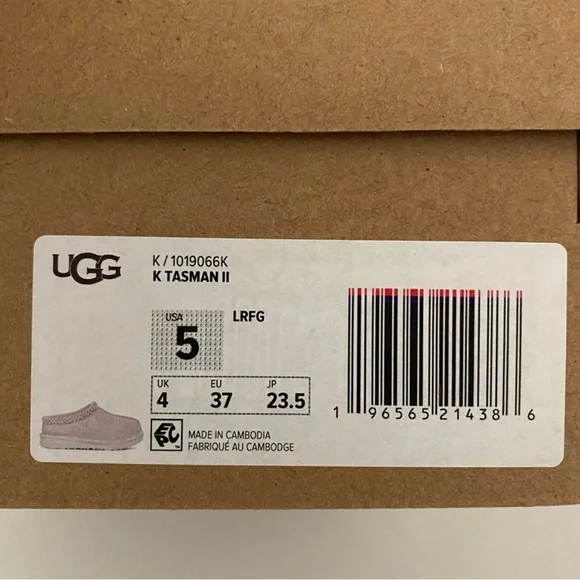 UGG
K / 1019066K
K TASMAN II
USA
5
LRFG
UK EU JP
4 37 23.5
MADE IN CAMBODIA
FABRIQUÉ AU CAMBODGE
1 96565 21438 6